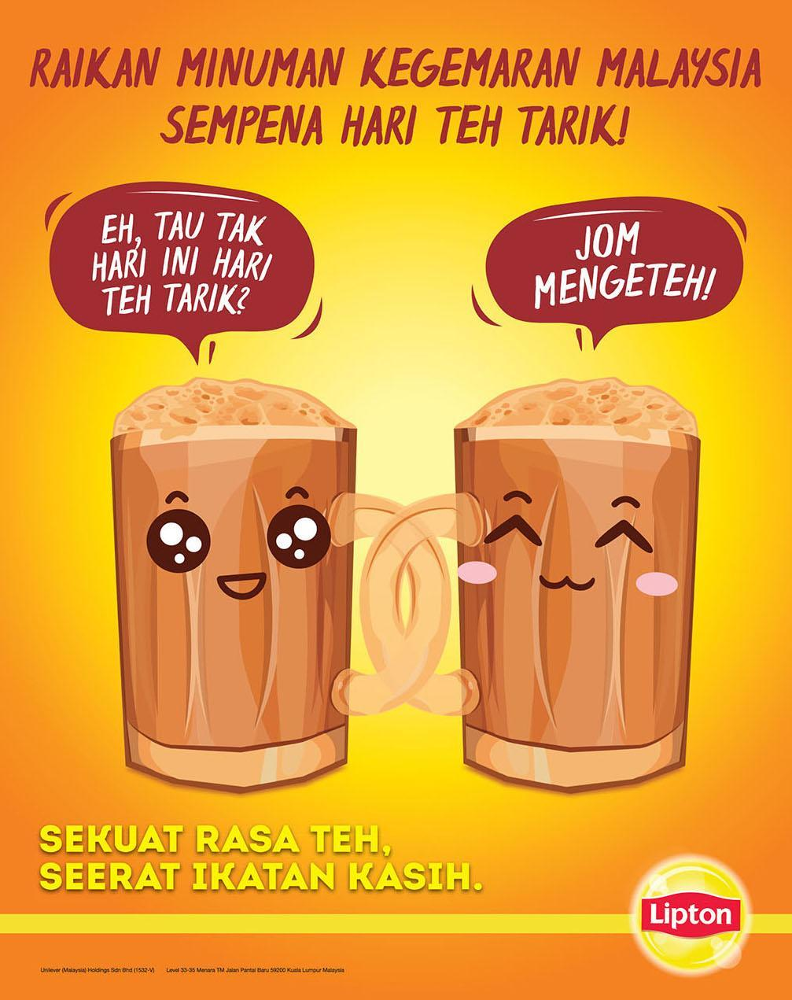 RAIKAN MINUMAN KEGEMARAN MALAYSIA
SEMPENA HARI TEH TARIK!
EH, TAU TAK
HARI INI HARI
TEH TARIK?
JOM
MENGETEH!
SEKUAT RASA TEH,
SEERAT IKATAN KASIH.
Lipton
Unilever (Malaysia) Holdings Sdn Bhd (1532-V) Level 33-35 Menara TM Jalan Pantai Baru 59200 Kuala Lumpur Malaysia